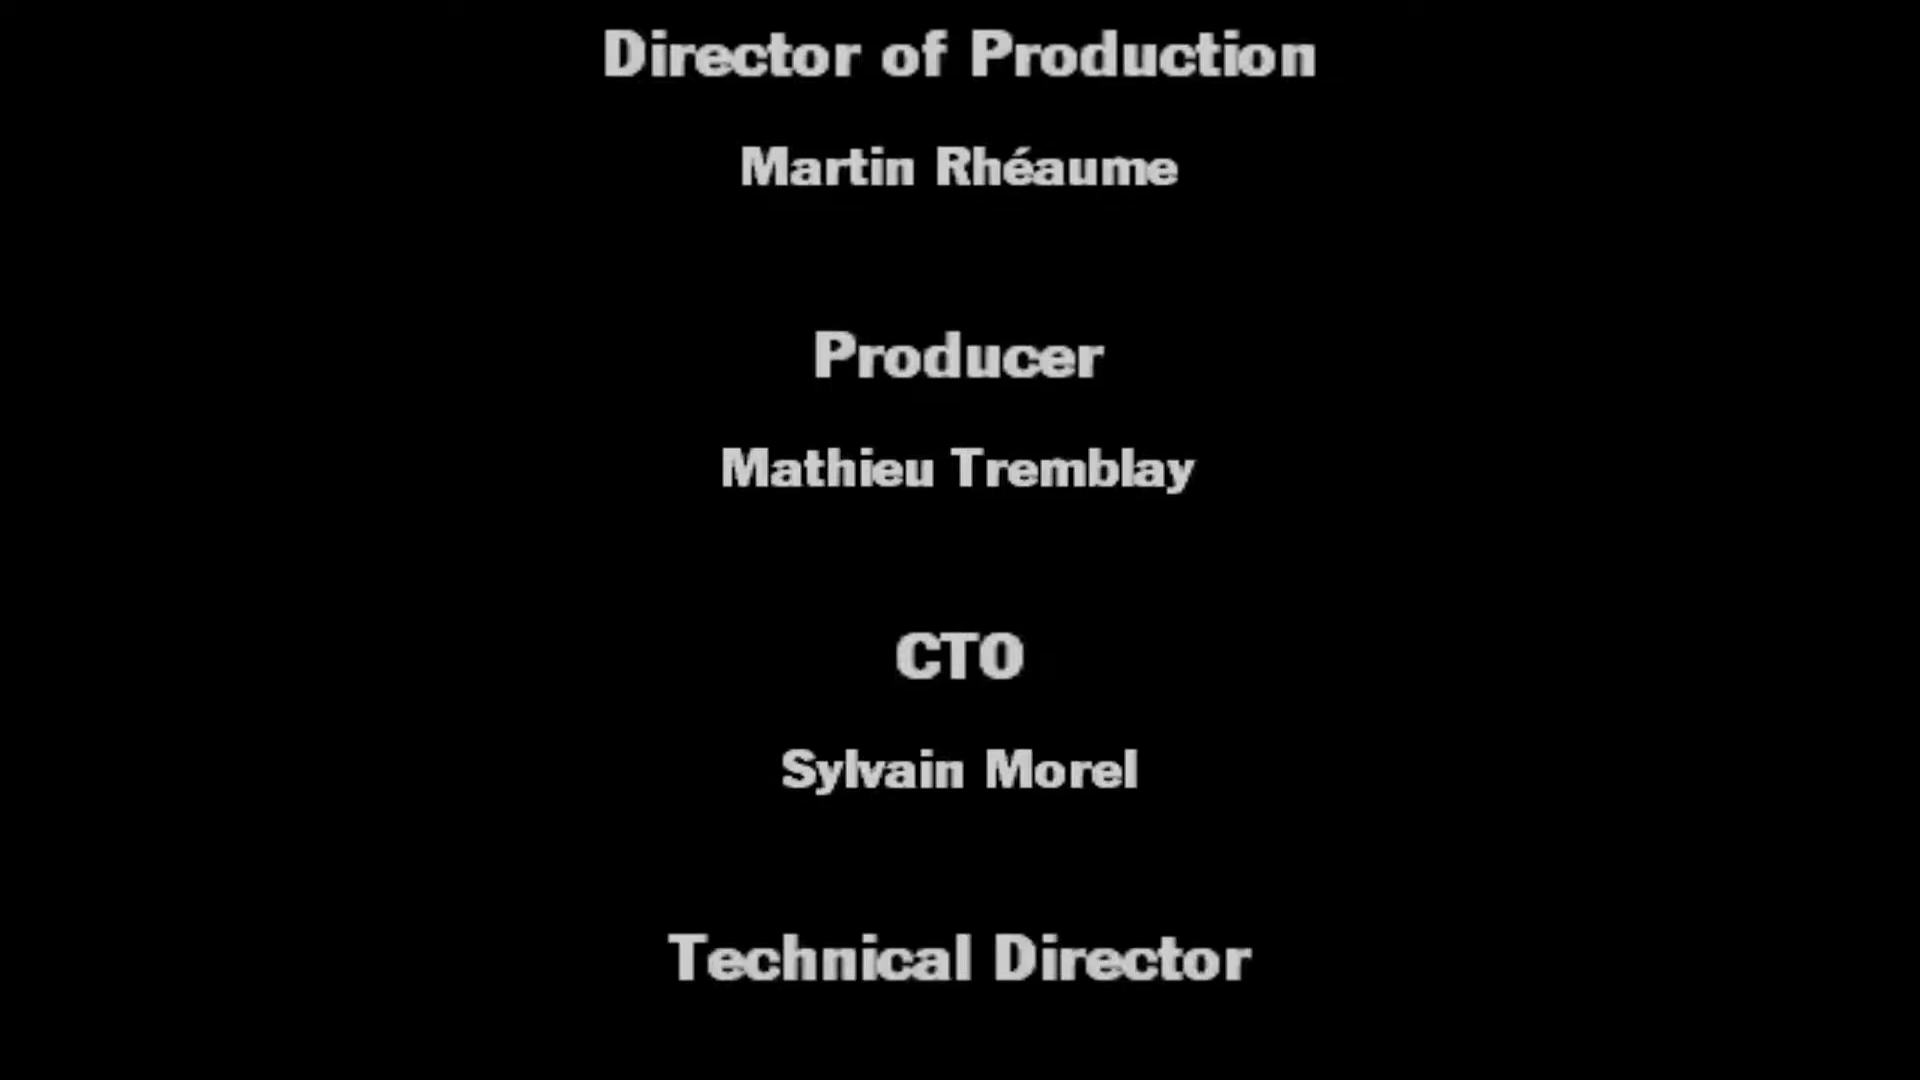 Director of Production
Martin Rhéaume
Producer
Mathieu Tremblay
CTO
Sylvain Morel
Technical Director